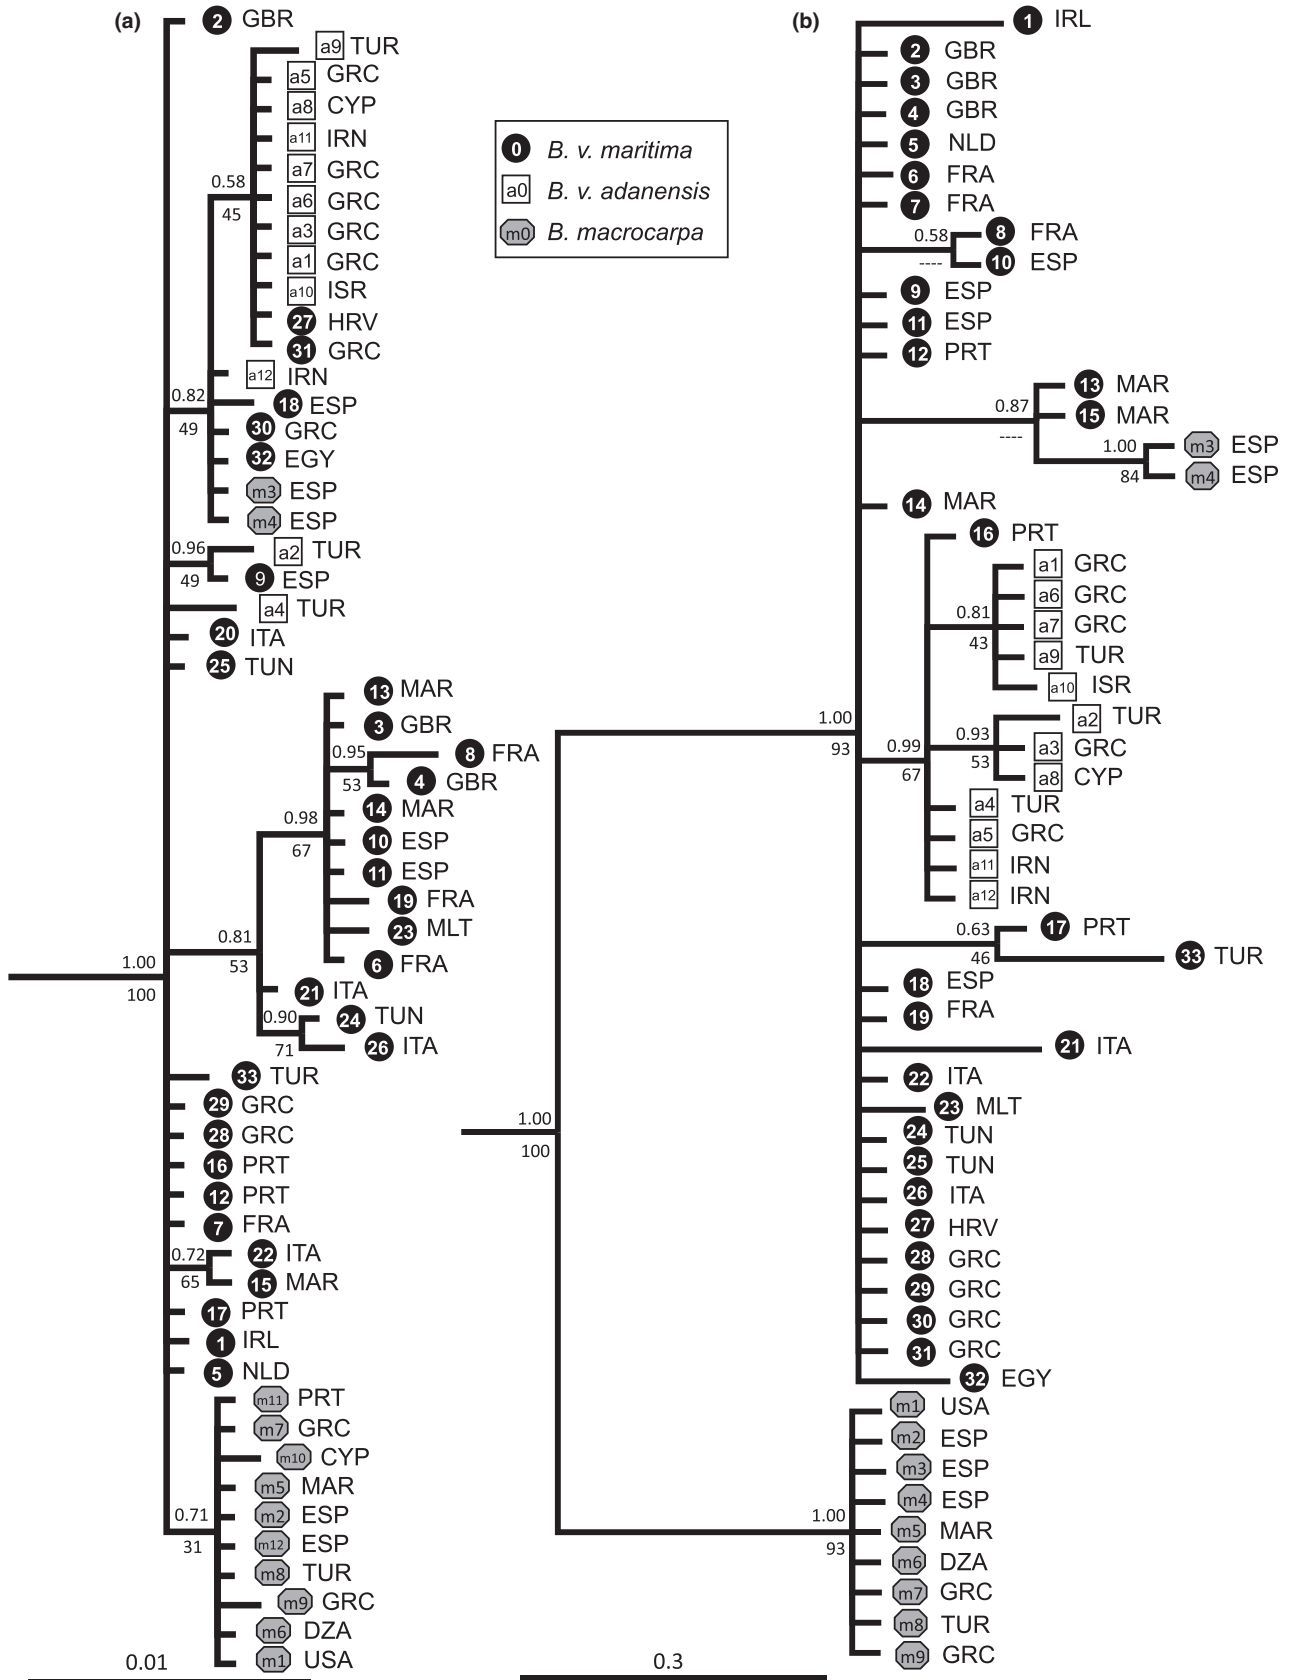 (a)
2 GBR
a9 TUR
a5 GRC
a8 CYP
a11 IRN
a7 GRC
0.58
a6 GRC
45
a3 GRC
a1 GRC
a10 ISR
27 HRV
31 GRC
a12 IRN
0.82
18 ESP
49
30 GRC
32 EGY
m3 ESP
m4 ESP
0.96
a2 TUR
49
9 ESP
a4 TUR
20 ITA
25 TUN
13 MAR
3 GBR
0.95
8 FRA
53
4 GBR
14 MAR
0.98
10 ESP
67
11 ESP
19 FRA
23 MLT
0.81
53
6 FRA
1.00
100
21 ITA
0.90
24 TUN
71
26 ITA
33 TUR
29 GRC
28 GRC
16 PRT
12 PRT
7 FRA
0.72
22 ITA
65
15 MAR
17 PRT
1 IRL
5 NLD
m11 PRT
m7 GRC
m10 CYP
m5 MAR
0.71
m2 ESP
31
m12 ESP
m8 TUR
m9 GRC
m6 DZA
m1 USA
0.01
0 B. v. maritima
a0 B. v. adanensis
m0 B. macrocarpa
(b)
1 IRL
2 GBR
3 GBR
4 GBR
5 NLD
6 FRA
7 FRA
0.58
8 FRA
----
10 ESP
9 ESP
11 ESP
12 PRT
13 MAR
0.87
15 MAR
----
1.00
m3 ESP
84
m4 ESP
14 MAR
16 PRT
a1 GRC
a6 GRC
0.81
a7 GRC
43
a9 TUR
a10 ISR
a2 TUR
0.93
a3 GRC
53
a8 CYP
1.00
93
0.99
67
a4 TUR
a5 GRC
a11 IRN
a12 IRN
0.63
17 PRT
46
33 TUR
18 ESP
19 FRA
21 ITA
22 ITA
23 MLT
1.00
100
24 TUN
25 TUN
26 ITA
27 HRV
28 GRC
29 GRC
30 GRC
31 GRC
32 EGY
m1 USA
m2 ESP
m3 ESP
m4 ESP
1.00
m5 MAR
93
m6 DZA
m7 GRC
m8 TUR
m9 GRC
0.3